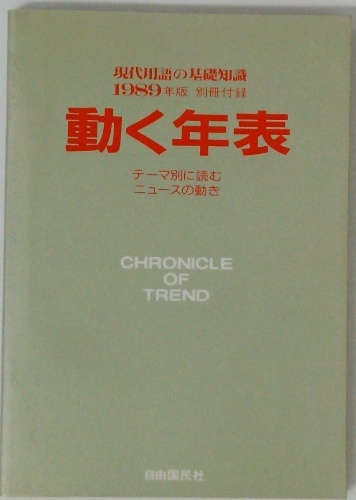 現代用語の基礎知識
1989年版 別冊付録
動く年表
テーマ別に読む
ニュースの動き
CHRONICLE
OF
TREND
自由国民社